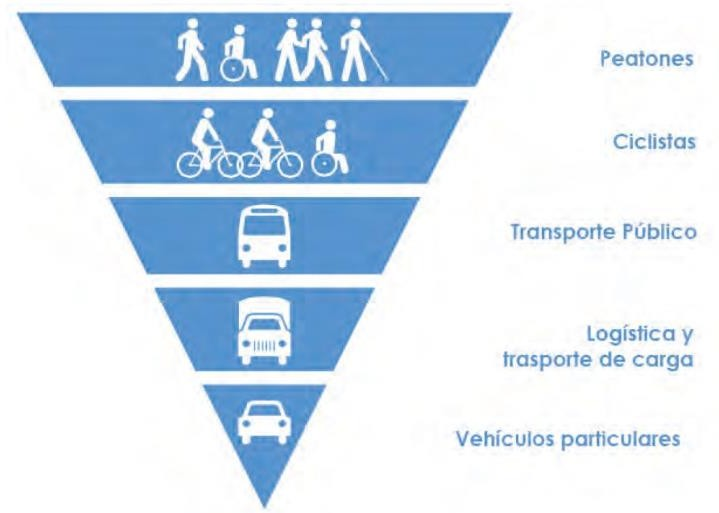 Peatones
Ciclistas
Transporte Público
Logística y
trasporte de carga
Vehículos particulares